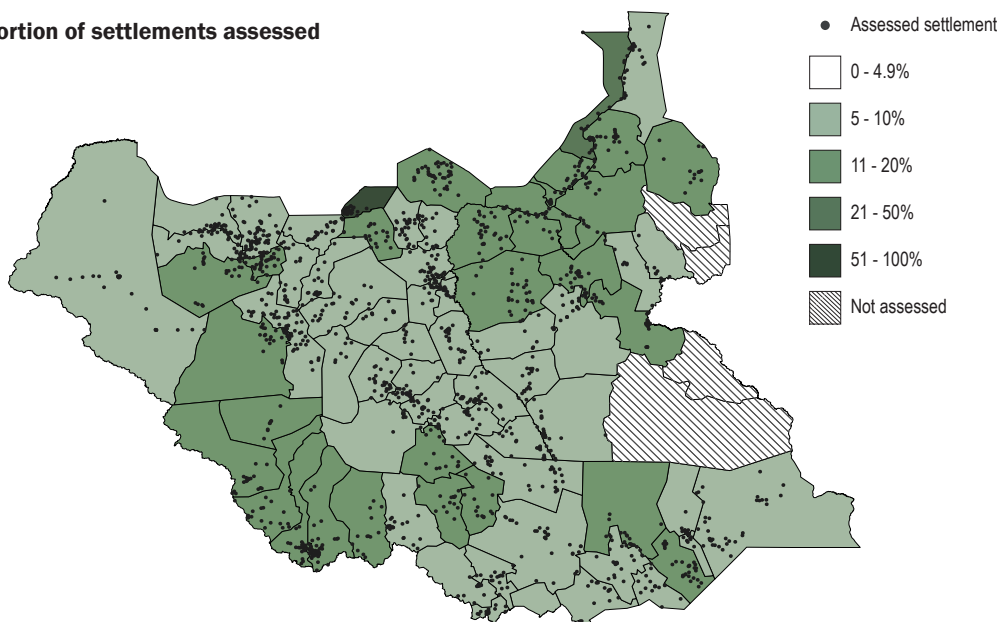 ortion of settlements assessed
Assessed settlement
0 - 4.9%
5 - 10%
11 - 20%
21 - 50%
51 - 100%
Not assessed